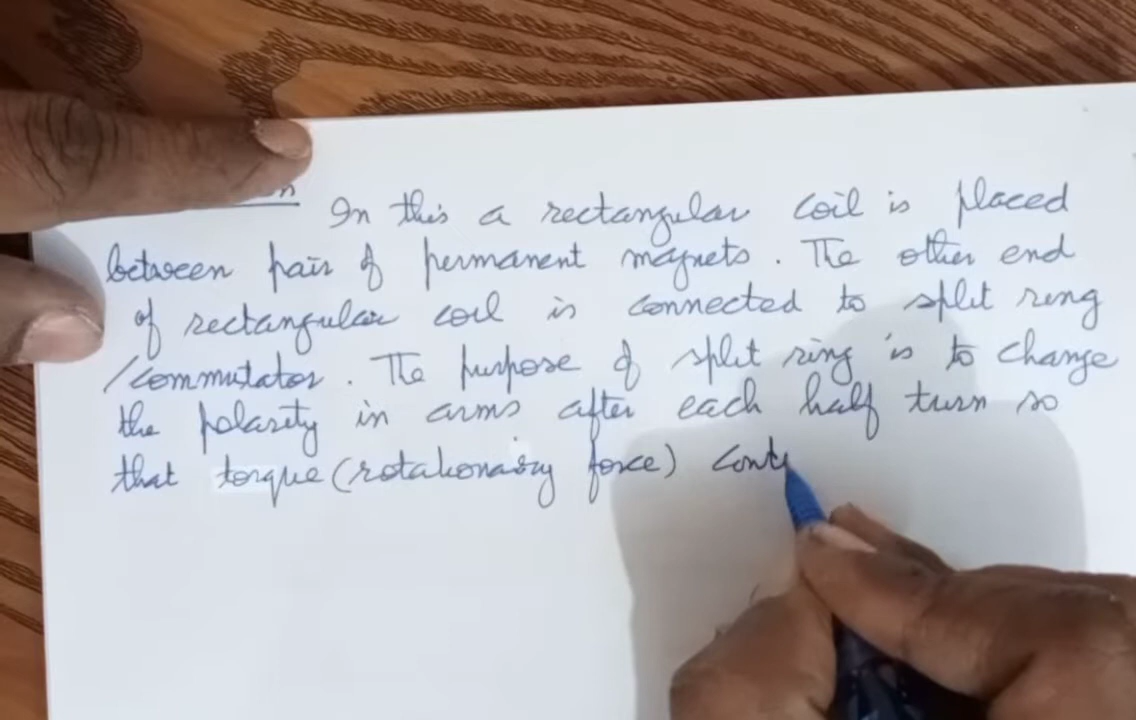 In this a rectangular coil is placed
between pair of permanent magnets. The other end
of rectangular coil is connected to split ring
/commutator. The purpose of split ring is to change
the polarity in arms after each half turn so
that torque (rotationary force)